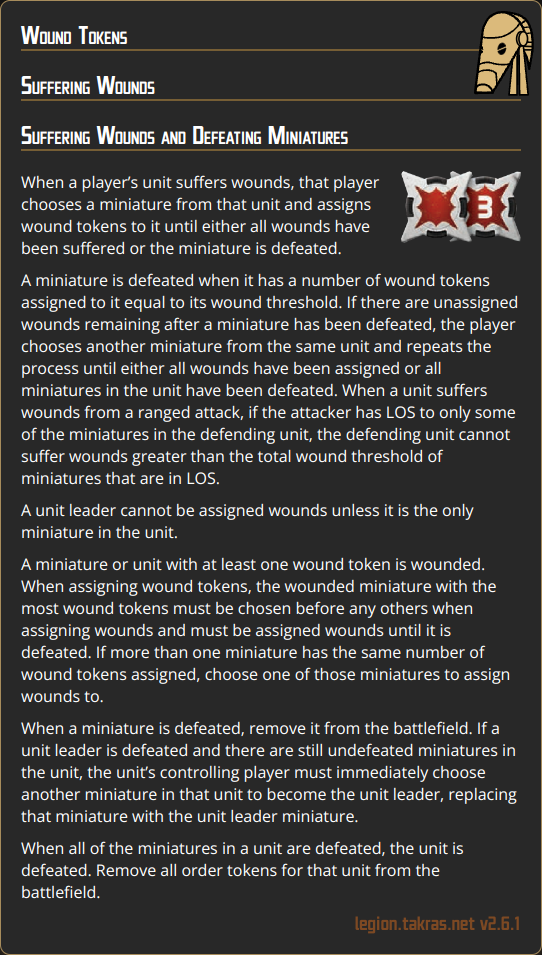 Wound Tokens
Suffering Wounds
Suffering Wounds and Defeating Miniatures
When a player’s unit suffers wounds, that player
chooses a miniature from that unit and assigns
wound tokens to it until either all wounds have
been suffered or the miniature is defeated.
3
A miniature is defeated when it has a number of wound tokens
assigned to it equal to its wound threshold. If there are unassigned
wounds remaining after a miniature has been defeated, the player
chooses another miniature from the same unit and repeats the
process until either all wounds have been assigned or all
miniatures in the unit have been defeated. When a unit suffers
wounds from a ranged attack, if the attacker has LOS to only some
of the miniatures in the defending unit, the defending unit cannot
suffer wounds greater than the total wound threshold of
miniatures that are in LOS.
A unit leader cannot be assigned wounds unless it is the only
miniature in the unit.
A miniature or unit with at least one wound token is wounded.
When assigning wound tokens, the wounded miniature with the
most wound tokens must be chosen before any others when
assigning wounds and must be assigned wounds until it is
defeated. If more than one miniature has the same number of
wound tokens assigned, choose one of those miniatures to assign
wounds to.
When a miniature is defeated, remove it from the battlefield. If a
unit leader is defeated and there are still undefeated miniatures in
the unit, the unit’s controlling player must immediately choose
another miniature in that unit to become the unit leader, replacing
that miniature with the unit leader miniature.
When all of the miniatures in a unit are defeated, the unit is
defeated. Remove all order tokens for that unit from the
battlefield.
legion.takras.net v2.6.1